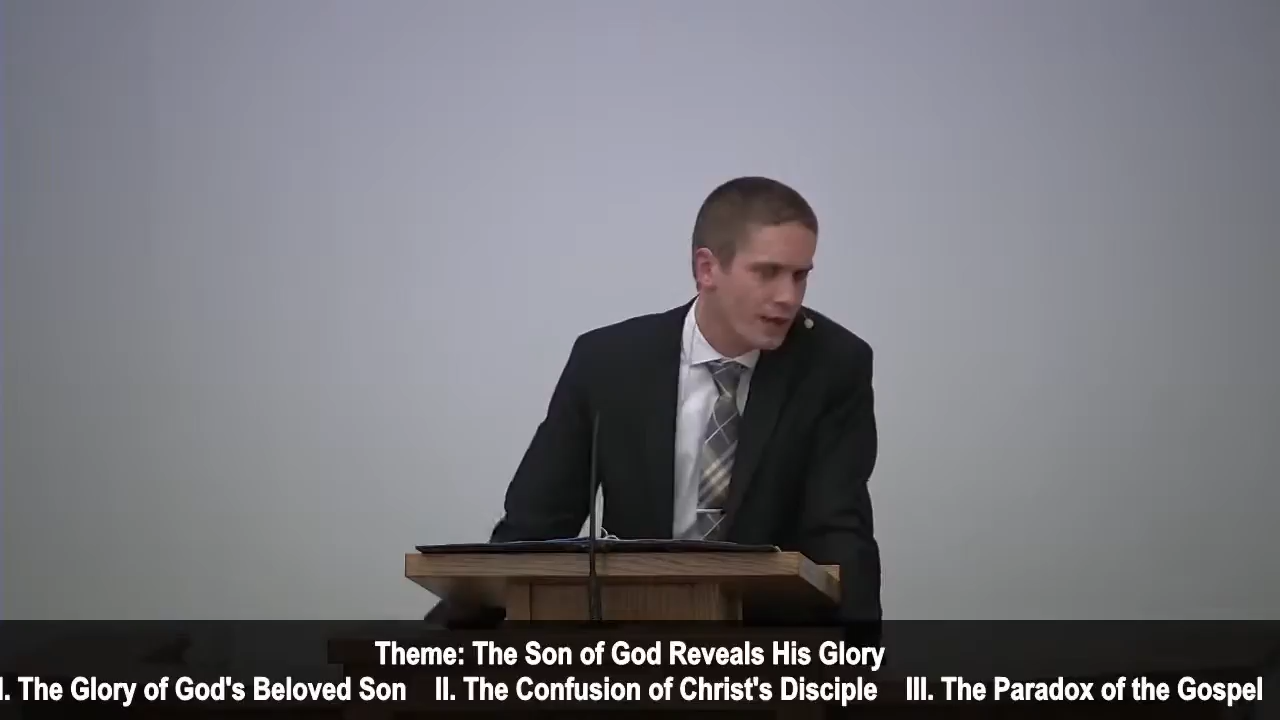 Theme: The Son of God Reveals His Glory
I. The Glory of God's Beloved Son II. The Confusion of Christ's Disciple III. The Paradox of the Gospel